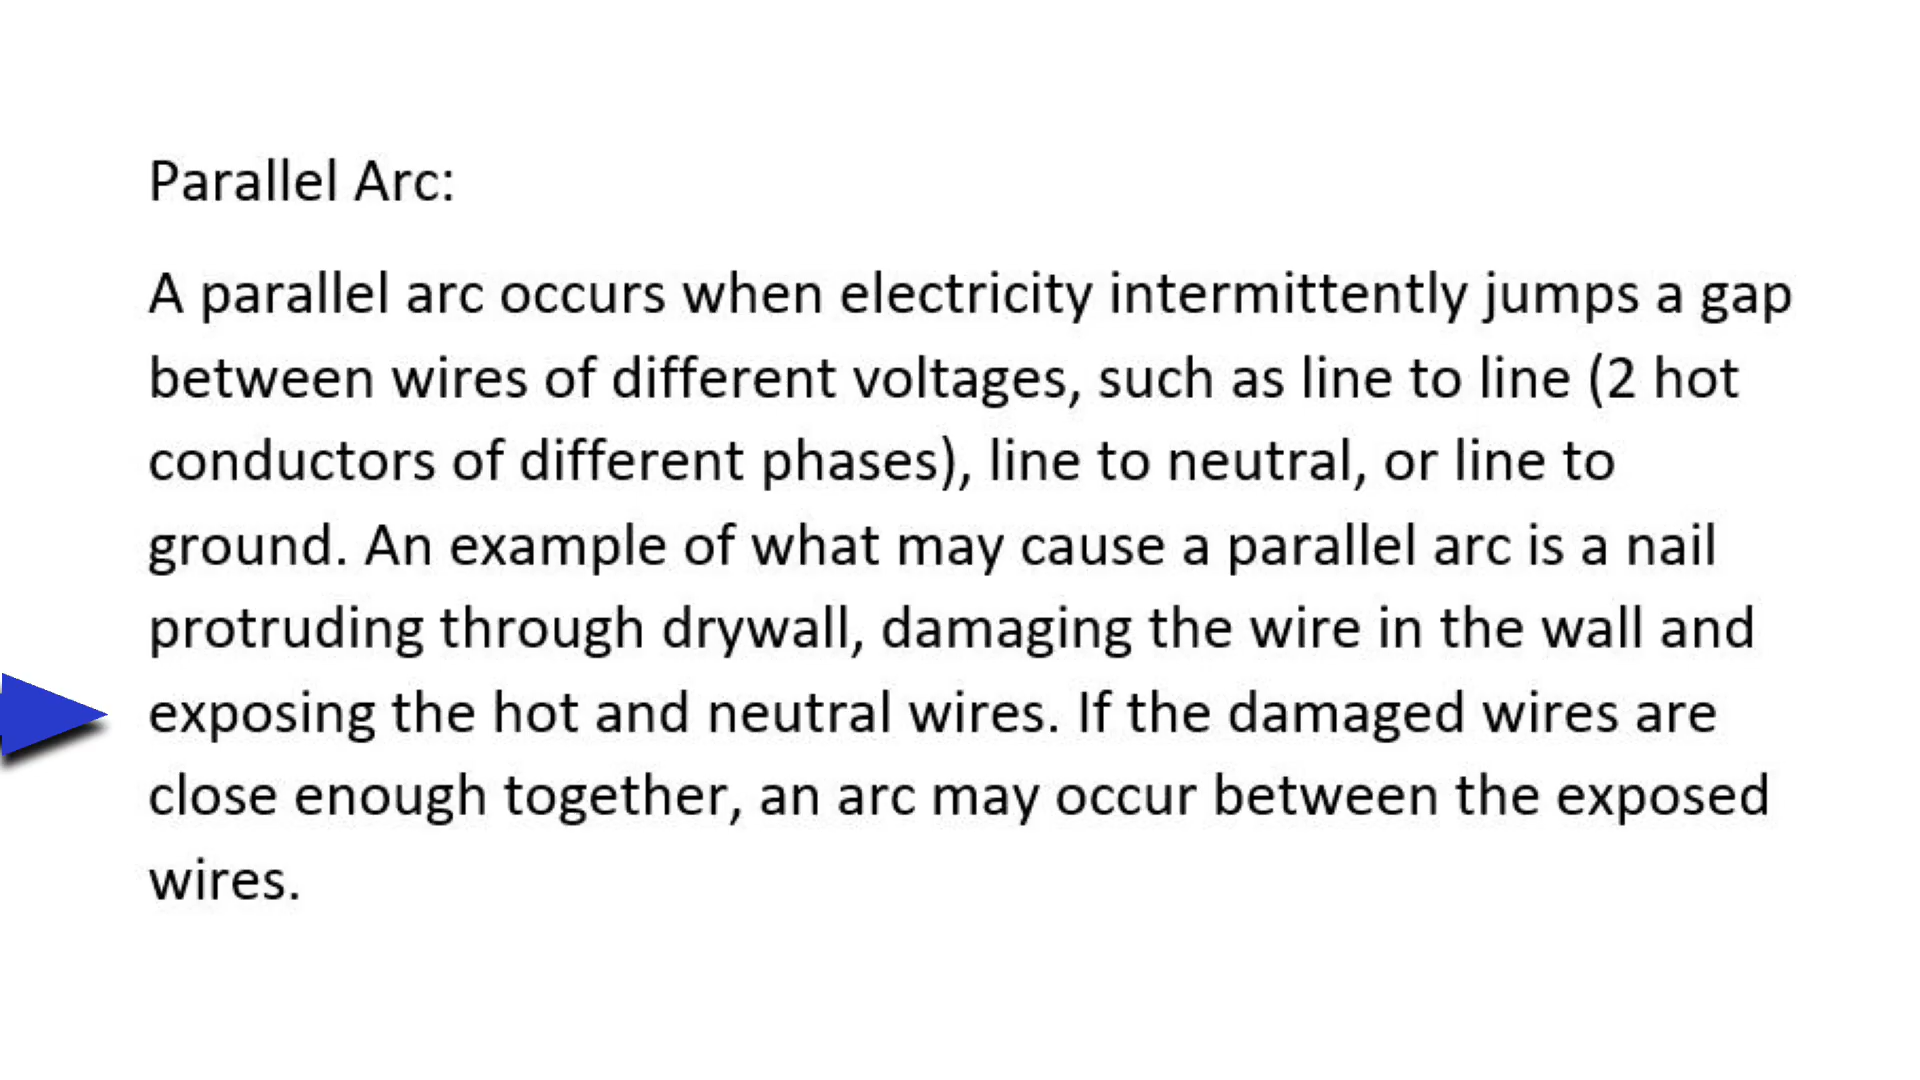 Parallel Arc:
A parallel arc occurs when electricity intermittently jumps a gap
between wires of different voltages, such as line to line (2 hot
conductors of different phases), line to neutral, or line to
ground. An example of what may cause a parallel arc is a nail
protruding through drywall, damaging the wire in the wall and
exposing the hot and neutral wires. If the damaged wires are
close enough together, an arc may occur between the exposed
wires.